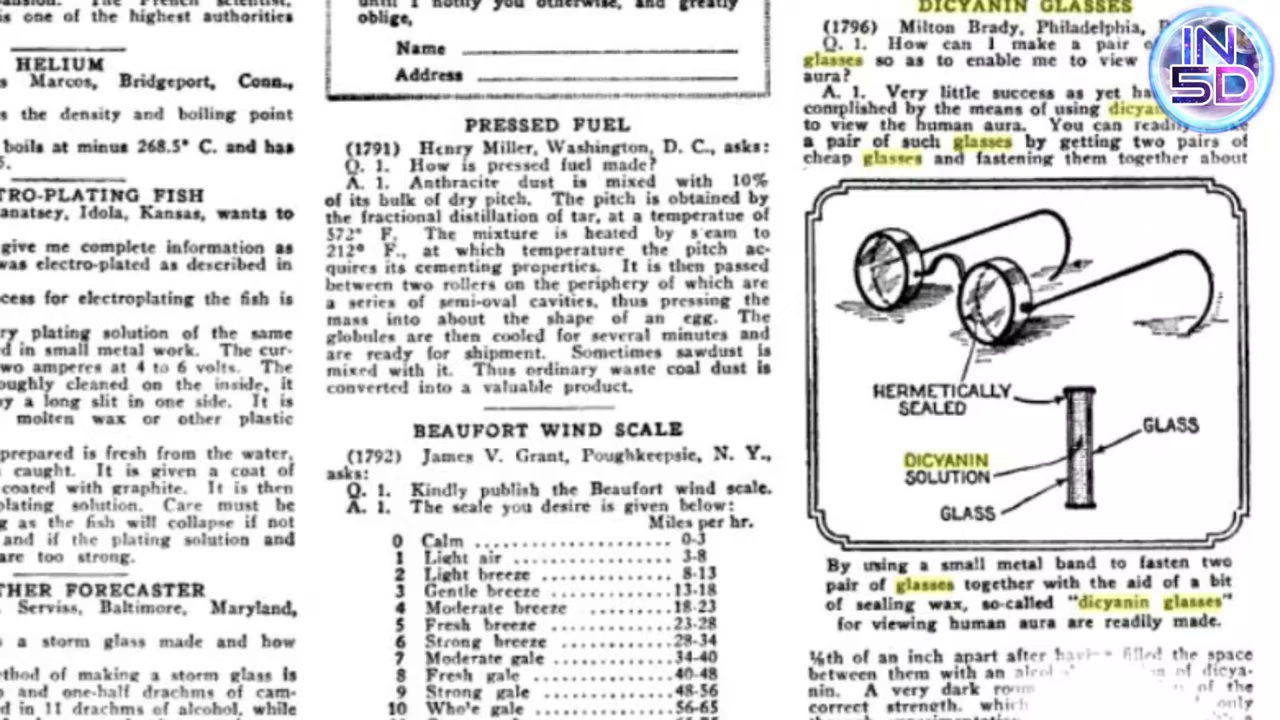 ansion. The French scientist,
is one of the highest authorities
HELIUM
s Marcos, Bridgeport, Conn.,
s the density and boiling point
boils at minus 268.5° C. and has
5.
TRO-PLATING FISH
anatsey, Idola, Kansas, wants to
give me complete information as
was electro-plated as described in
cess for electroplating the fish is
ry plating solution of the same
d in small metal work. The cur-
two amperes at 4 to 6 volts. The
oughly cleaned on the inside, it
by a long slit in one side. It is
molten wax or other plastic
prepared is fresh from the water,
caught. It is given a coat of
coated with graphite. It is then
plating solution. Care must be
g as the fish will collapse if not
and if the plating solution and
are too strong.
THER FORECASTER
. Serviss, Baltimore, Maryland,
s a storm glass made and how
ethod of making a storm glass is
o and one-half drachms of cam-
d in 11 drachms of alcohol, while
until I notify you otherwise, and greatly
oblige,
Name
Address
PRESSED FUEL
(1791) Henry Miller, Washington, D. C., asks:
Q. 1. How is pressed fuel made?
A. 1. Anthracite dust is mixed with 10%
of its bulk of dry pitch. The pitch is obtained by
the fractional distillation of tar, at a temperatue of
572° F. The mixture is heated by s eam to
212° F., at which temperature the pitch ac-
quires its cementing properties. It is then passed
between two rollers on the periphery of which are
a series of semi-oval cavities, thus pressing the
mass into about the shape of an egg. The
globules are then cooled for several minutes and
are ready for shipment. Sometimes sawdust is
mixed with it. Thus ordinary waste coal dust is
converted into a valuable product.
BEAUFORT WIND SCALE
(1792) James V. Grant, Poughkeepsie, N. Y.,
asks:
Q. 1. Kindly publish the Beaufort wind scale.
A. 1. The scale you desire is given below:
Miles per hr.
0 Calm 0-3
1 Light air 3-8
2 Light breeze 8-13
3 Gentle breeze 13-18
4 Moderate breeze 18-23
5 Fresh breeze 23-28
6 Strong breeze 28-34
7 Moderate gale 34-40
8 Fresh gale 40-48
9 Strong gale 48-56
10 Who'e gale 56-65
DICYANIN GLASSES
(1796) Milton Brady, Philadelphia, P
Q. 1. How can I make a pair o
glasses so as to enable me to view
aura?
A. 1. Very little success as yet ha
complished by the means of using dicyan
to view the human aura. You can readily
a pair of such glasses by getting two pairs of
cheap glasses and fastening them together about
HERMETICALLY
SEALED
GLASS
DICYANIN
SOLUTION
GLASS
By using a small metal band to fasten two
pair of glasses together with the aid of a bit
of sealing wax, so-called "dicyanin glasses"
for viewing human aura are readily made.
⅛th of an inch apart after having filled the space
between them with an of dicya-
nin. A very dark room of the
correct strength, which only
IN
5D